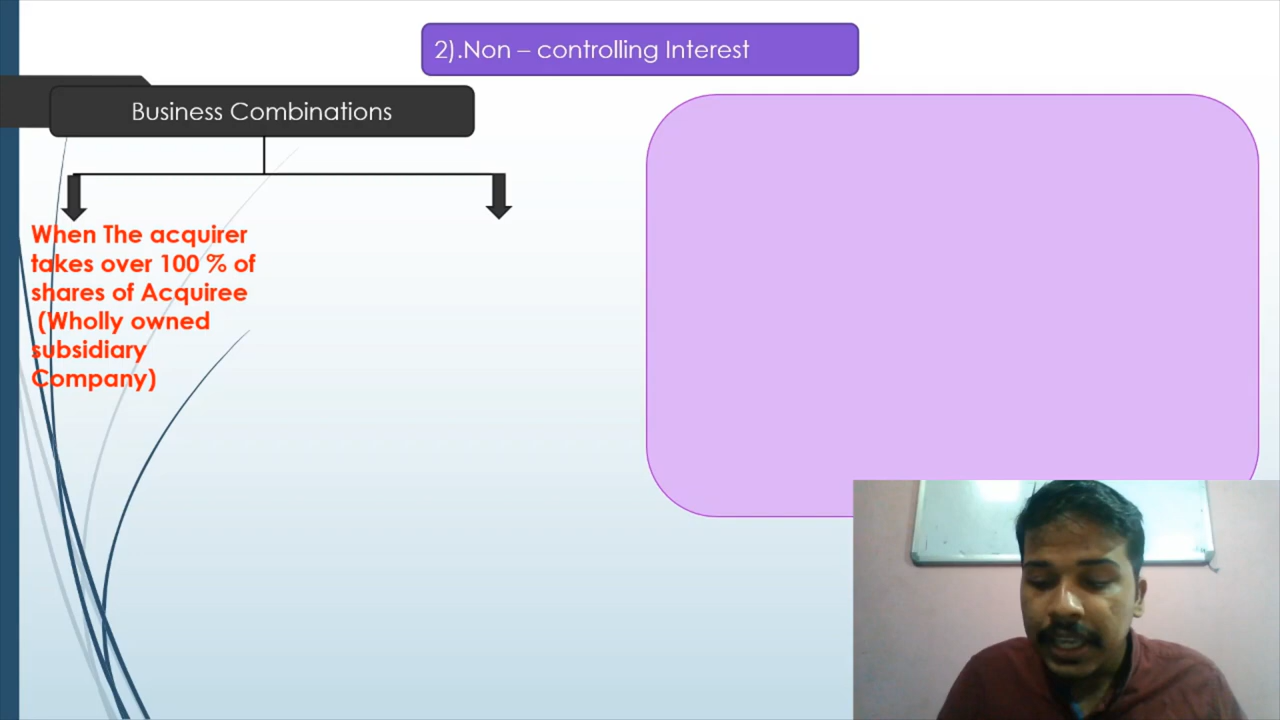 2).Non – controlling Interest
Business Combinations
When The acquirer
takes over 100 % of
shares of Acquiree
(Wholly owned
subsidiary
Company)